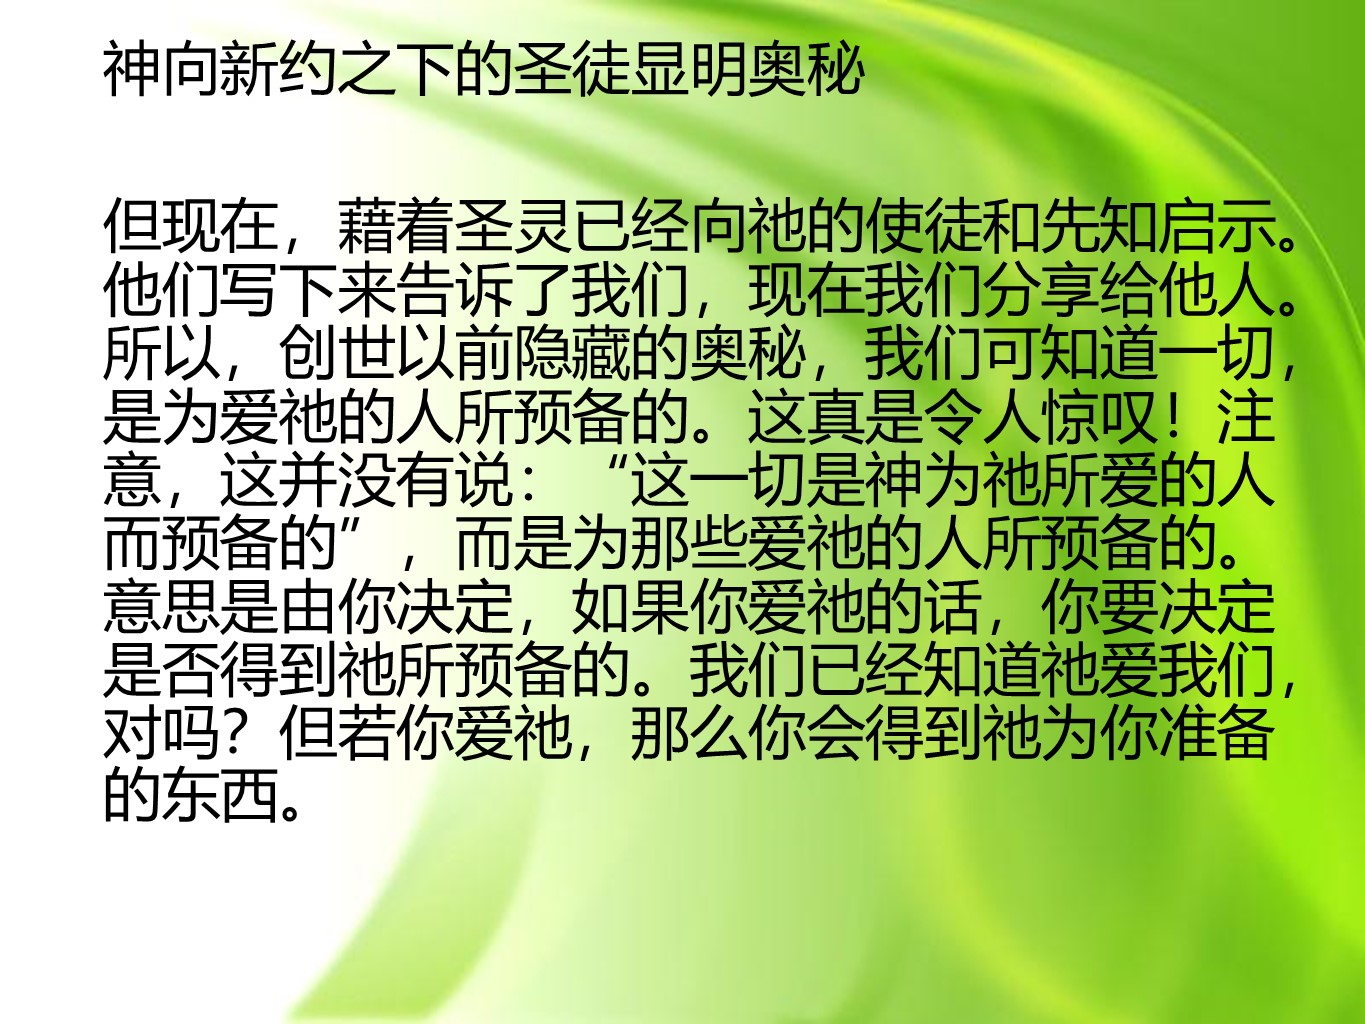 神向新约之下的圣徒显明奥秘
但现在，藉着圣灵已经向祂的使徒和先知启示。
他们写下来告诉了我们，现在我们分享给他人。
所以，创世以前隐藏的奥秘，我们可知道一切，
是为爱祂的人所预备的。这真是令人惊叹！注
意，这并没有说：“这一切是神为祂所爱的人
而预备的”，而是为那些爱祂的人所预备的。
意思是由你决定，如果你爱祂的话，你要决定
是否得到祂所预备的。我们已经知道祂爱我们，
对吗？但若你爱祂，那么你会得到祂为你准备
的东西。